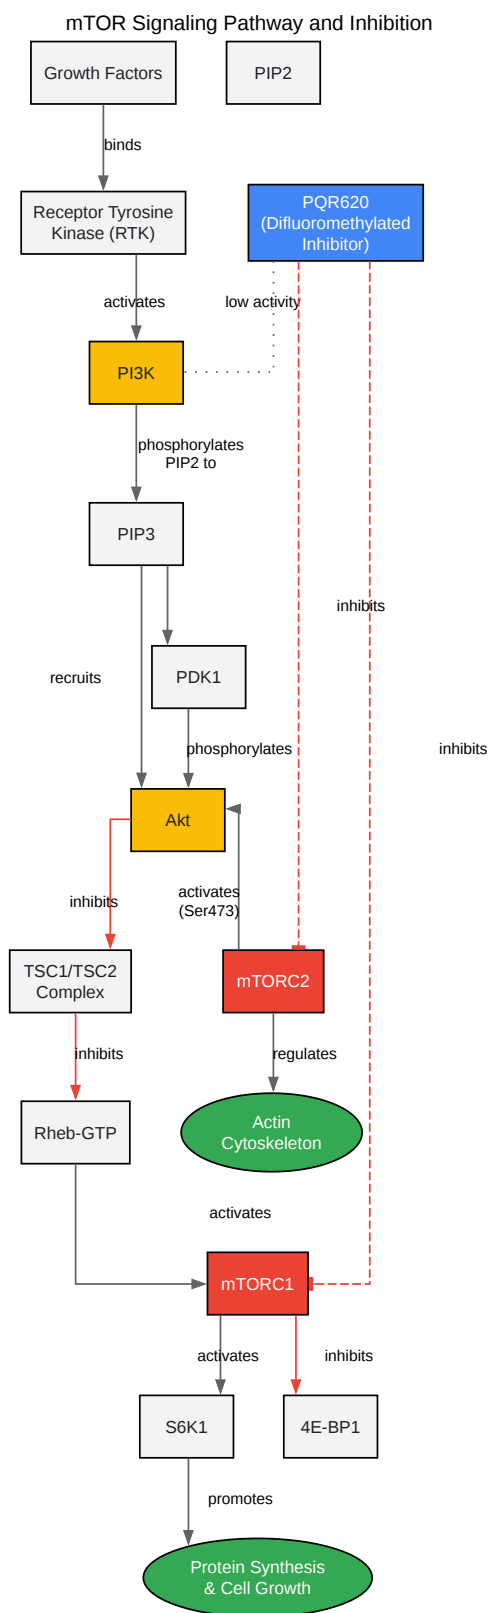 mTOR Signaling Pathway and Inhibition
Growth Factors
PIP2
binds
Receptor Tyrosine
Kinase (RTK)
PQR620
(Difluoromethylated
Inhibitor)
activates
low activity
PI3K
phosphorylates
PIP2 to
PIP3
inhibits
recruits
PDK1
phosphorylates
inhibits
Akt
inhibits
activates
(Ser473)
TSC1/TSC2
Complex
mTORC2
inhibits
regulates
Rheb-GTP
Actin
Cytoskeleton
activates
mTORC1
activates
inhibits
S6K1
4E-BP1
promotes
Protein Synthesis
& Cell Growth